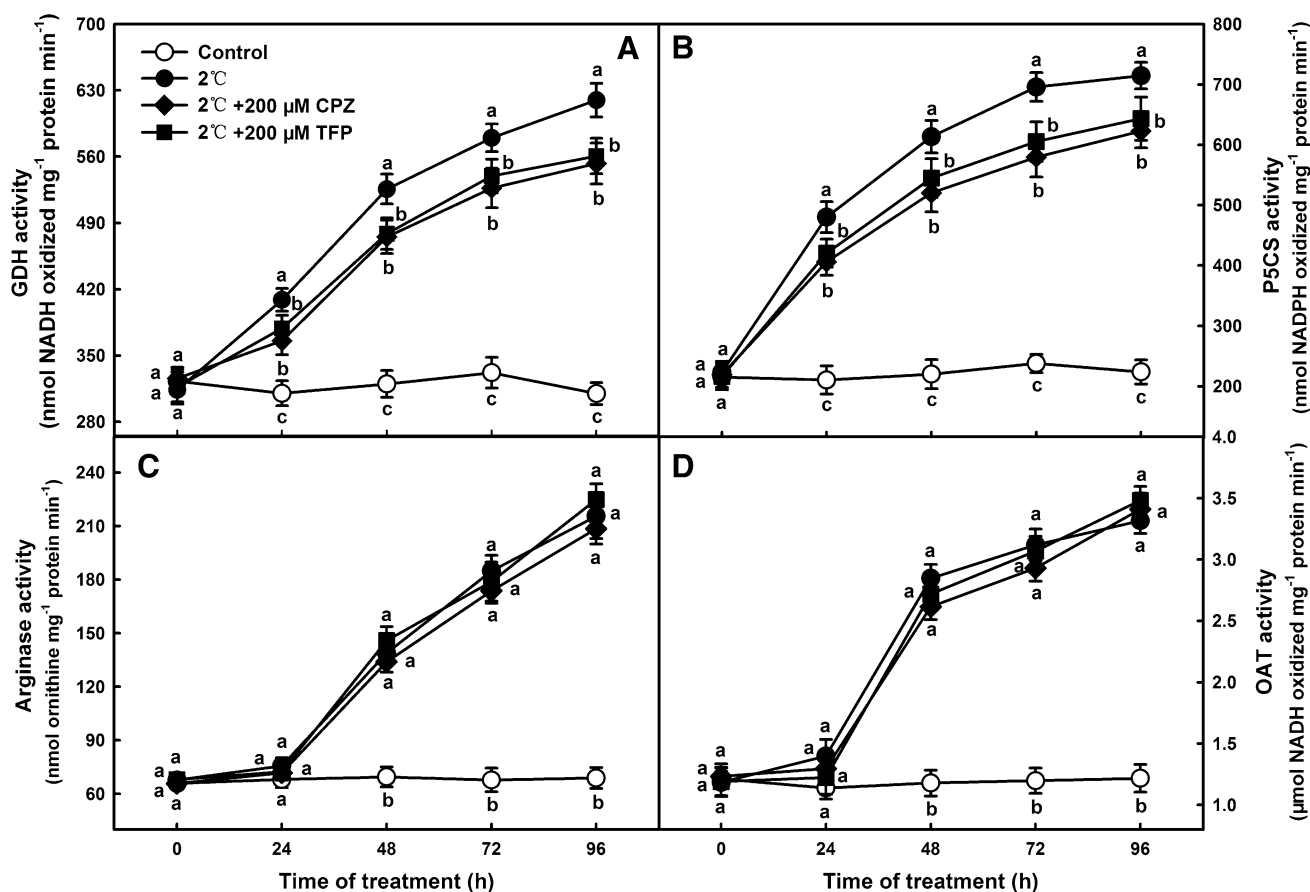 700
630
560
490
420
350
280
GDH activity
(nmol NADH oxidized mg-1 protein min-1)
Control
2℃
2℃ +200 µM CPZ
2℃ +200 µM TFP
A
a a a a a a a
b b b b b b b b
c c c c
B
a a a a a a a a
b b b b b b b b
c c c c
800
700
600
500
400
300
200
P5CS activity
(nmol NADPH oxidized mg-1 protein min-1)
240
210
180
150
120
90
60
Arginase activity
(nmol ornithine mg-1 protein min-1)
C
a a a a a a a a a a a a a a a a a
b b b
D
a a a a a a a a a a a a a a a a a
b b b
4.0
3.5
3.0
2.5
2.0
1.5
1.0
OAT activity
(µmol NADH oxidized mg-1 protein min-1)
0 24 48 72 96
Time of treatment (h)
0 24 48 72 96
Time of treatment (h)